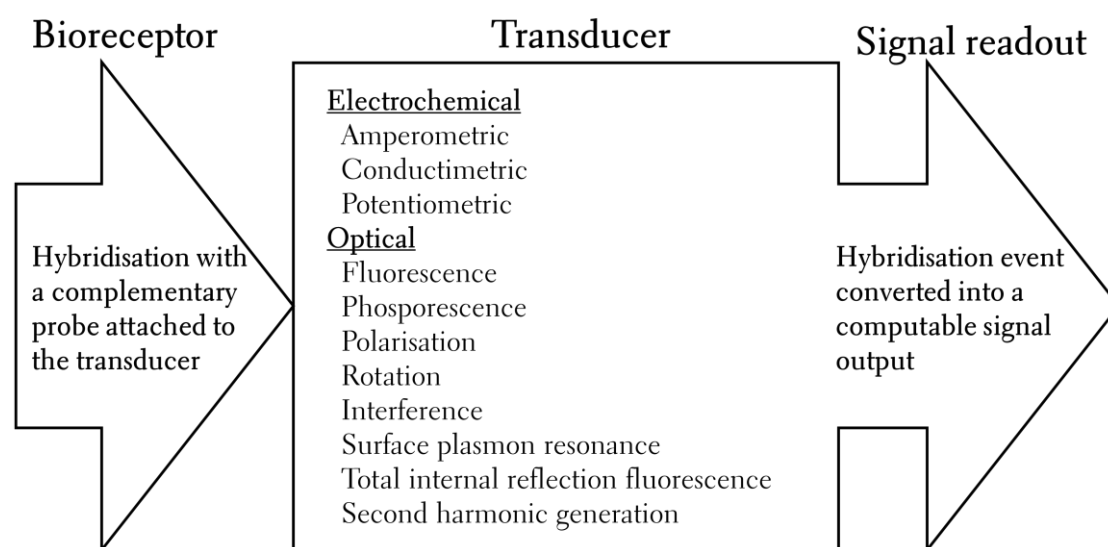 Bioreceptor
Transducer
Signal readout
Hybridisation with
a complementary
probe attached to
the transducer
Electrochemical
Amperometric
Conductimetric
Potentiometric
Optical
Fluorescence
Phosporescence
Polarisation
Rotation
Interference
Surface plasmon resonance
Total internal reflection fluorescence
Second harmonic generation
Hybridisation event
converted into a
computable signal
output